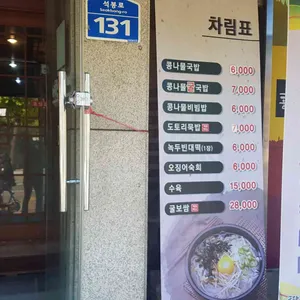 석봉로
Seokbong-ro
131
차림표
콩나물국밥 6,000
콩나물굴국밥 7,000
콩나물비빔밥 6,000
도토리묵밥 7,000
녹두빈대떡(1장) 6,000
오징어숙회 6,000
수육 15,000
굴보쌈 28,000